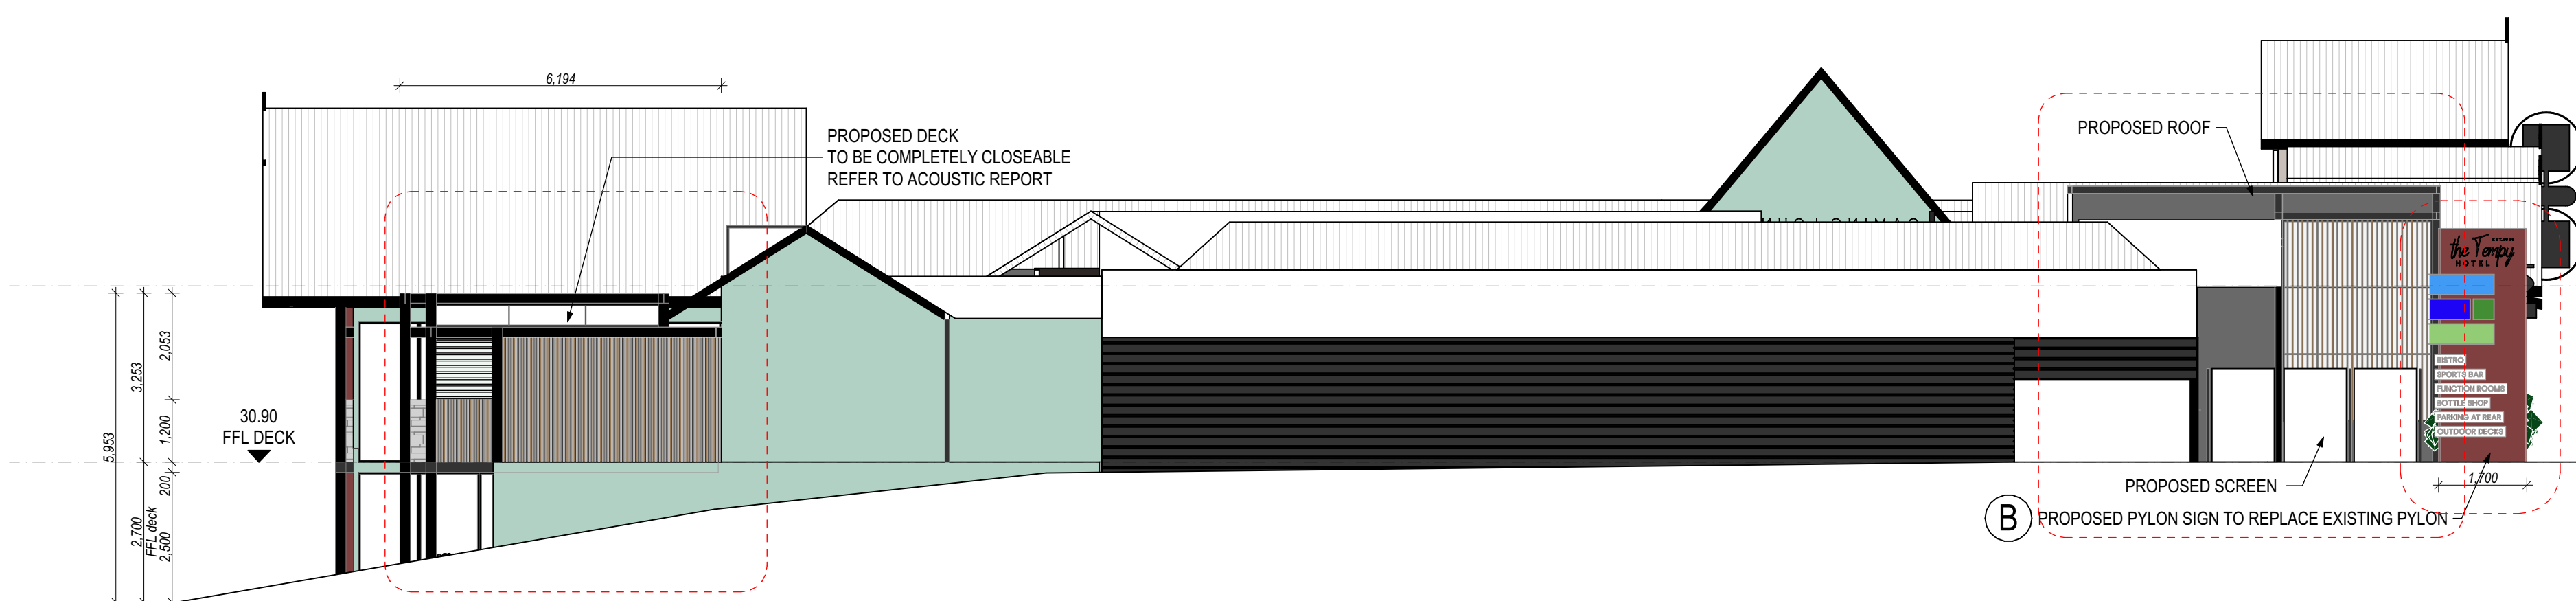 6,194
PROPOSED DECK
TO BE COMPLETELY CLOSEABLE
REFER TO ACOUSTIC REPORT
PROPOSED ROOF
the Tempy
HOTEL
BISTRO
SPORTS BAR
FUNCTION ROOMS
BOTTLE SHOP
PARKING AT REAR
OUTDOOR DECKS
2,053
3,253
1,200
5,953
30.90
FFL DECK
200
2,700
FFL deck
2,500
1,700
PROPOSED SCREEN
B
PROPOSED PYLON SIGN TO REPLACE EXISTING PYLON